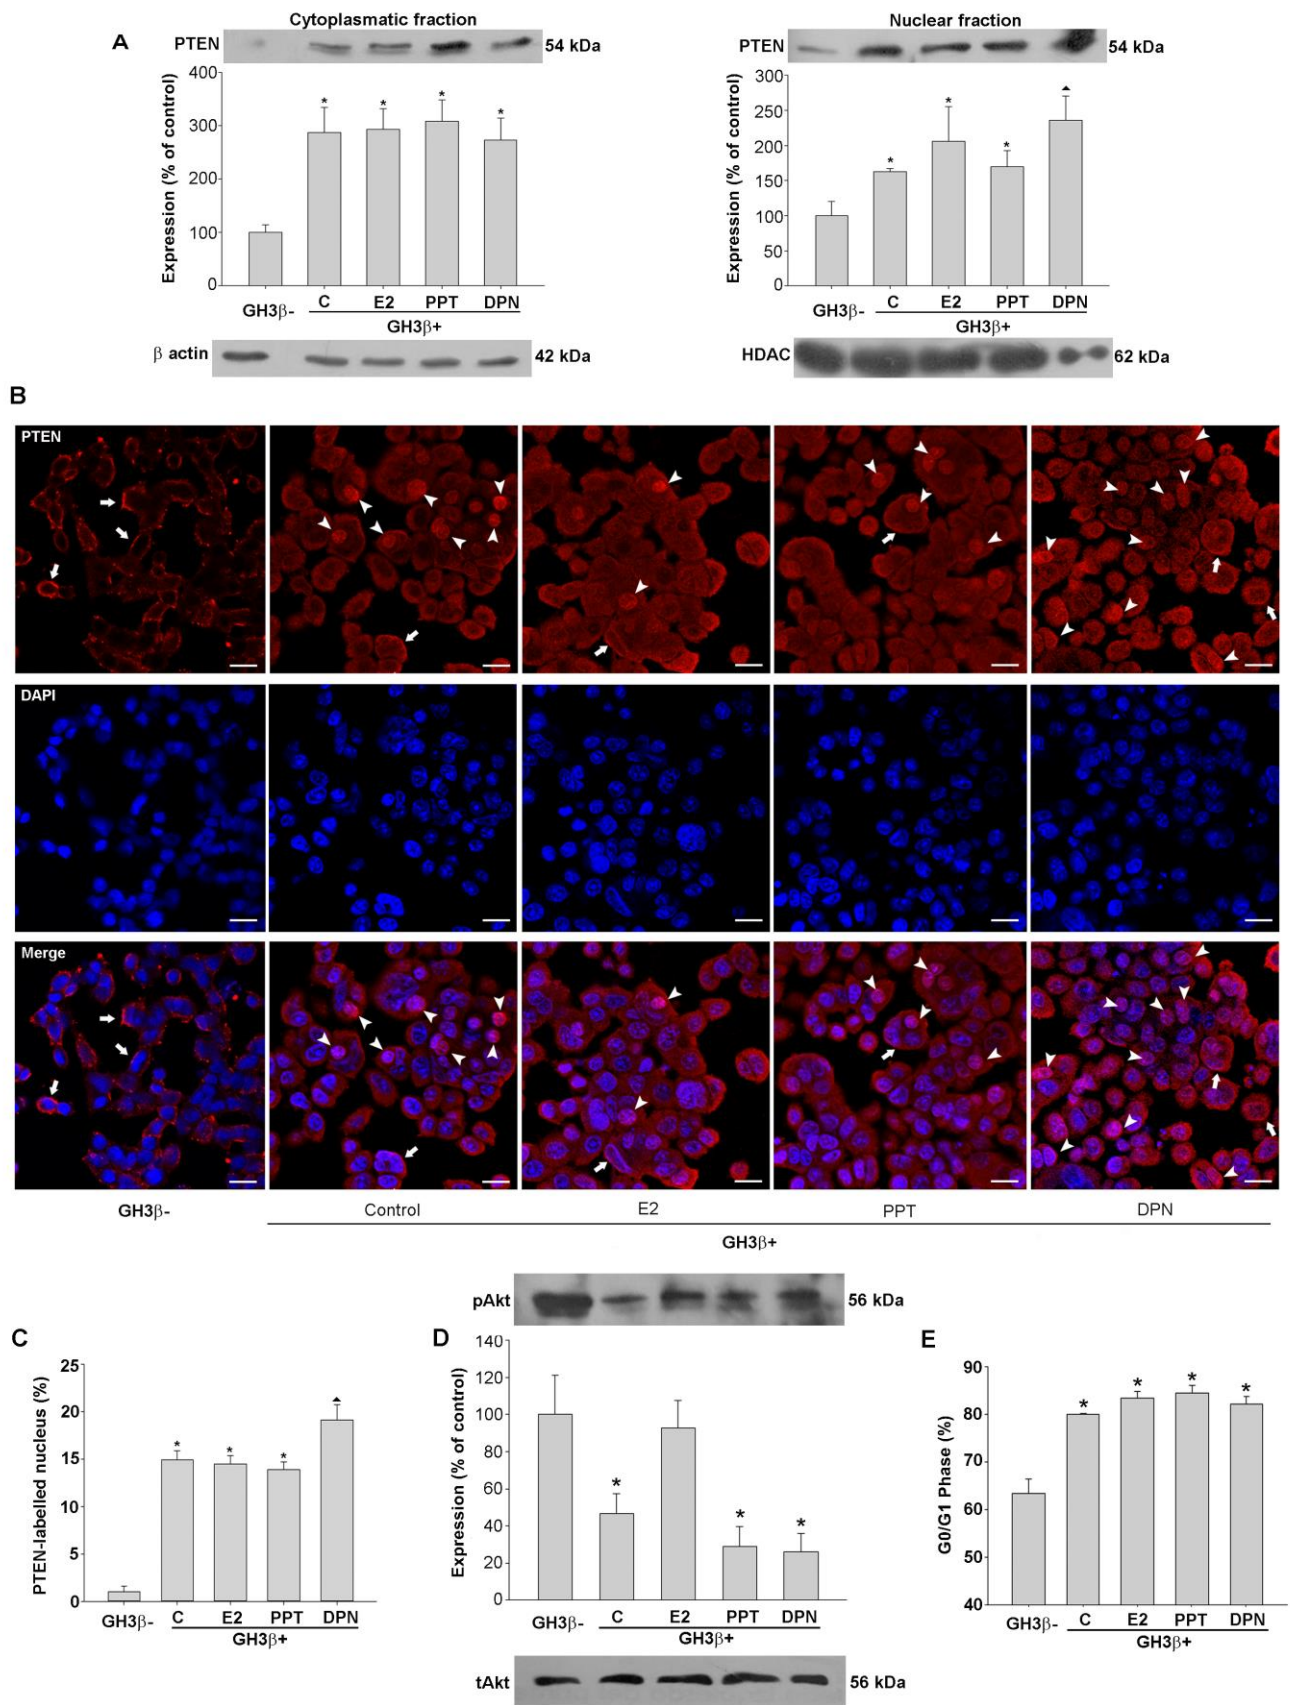 A
Cytoplasmatic fraction
PTEN
54 kDa
Expression (% of control)
400
300
200
100
0
GH3β-
C E2 PPT DPN
GH3β+
β actin
42 kDa
Nuclear fraction
PTEN
54 kDa
Expression (% of control)
300
250
200
150
100
50
0
* * * *
* * *
GH3β-
C E2 PPT DPN
GH3β+
HDAC
62 kDa
B
PTEN
DAPI
Merge
GH3β-
Control
E2
PPT
DPN
GH3β+
C
PTEN-labelled nucleus (%)
25
20
15
10
5
0
* * *
GH3β-
C E2 PPT DPN
GH3β+
D
pAkt
56 kDa
Expression (% of control)
140
120
100
80
60
40
20
0
* * *
GH3β-
C E2 PPT DPN
GH3β+
tAkt
56 kDa
E
G0/G1 Phase (%)
90
80
70
60
50
40
* * * *
GH3β-
C E2 PPT DPN
GH3β+